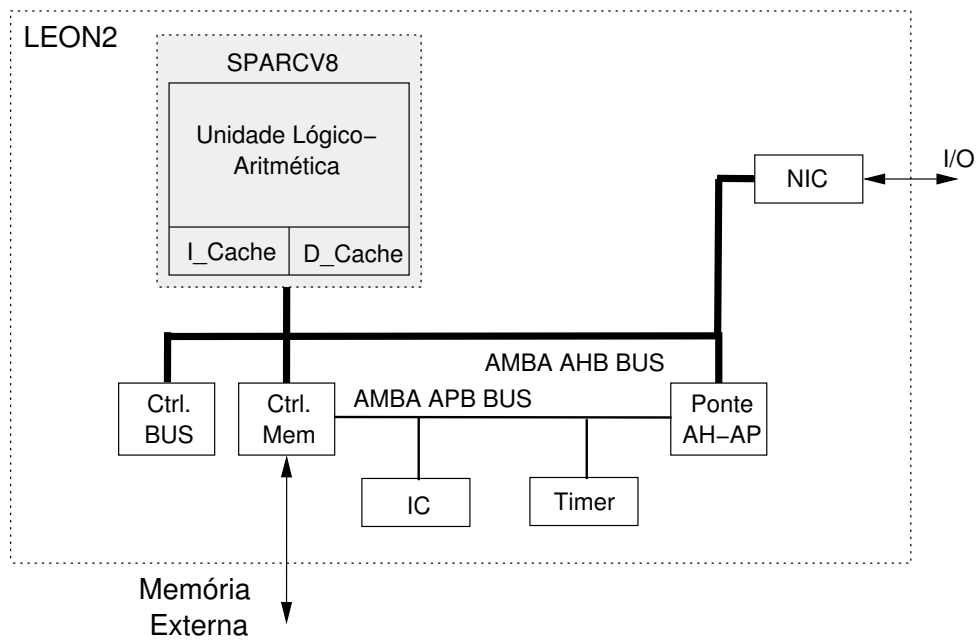 LEON2
SPARCV8
Unidade Lógico–
Aritmética
I_Cache
D_Cache
NIC
I/O
AMBA AHB BUS
AMBA APB BUS
Ctrl.
BUS
Ctrl.
Mem
Ponte
AH–AP
IC
Timer
Memória
Externa